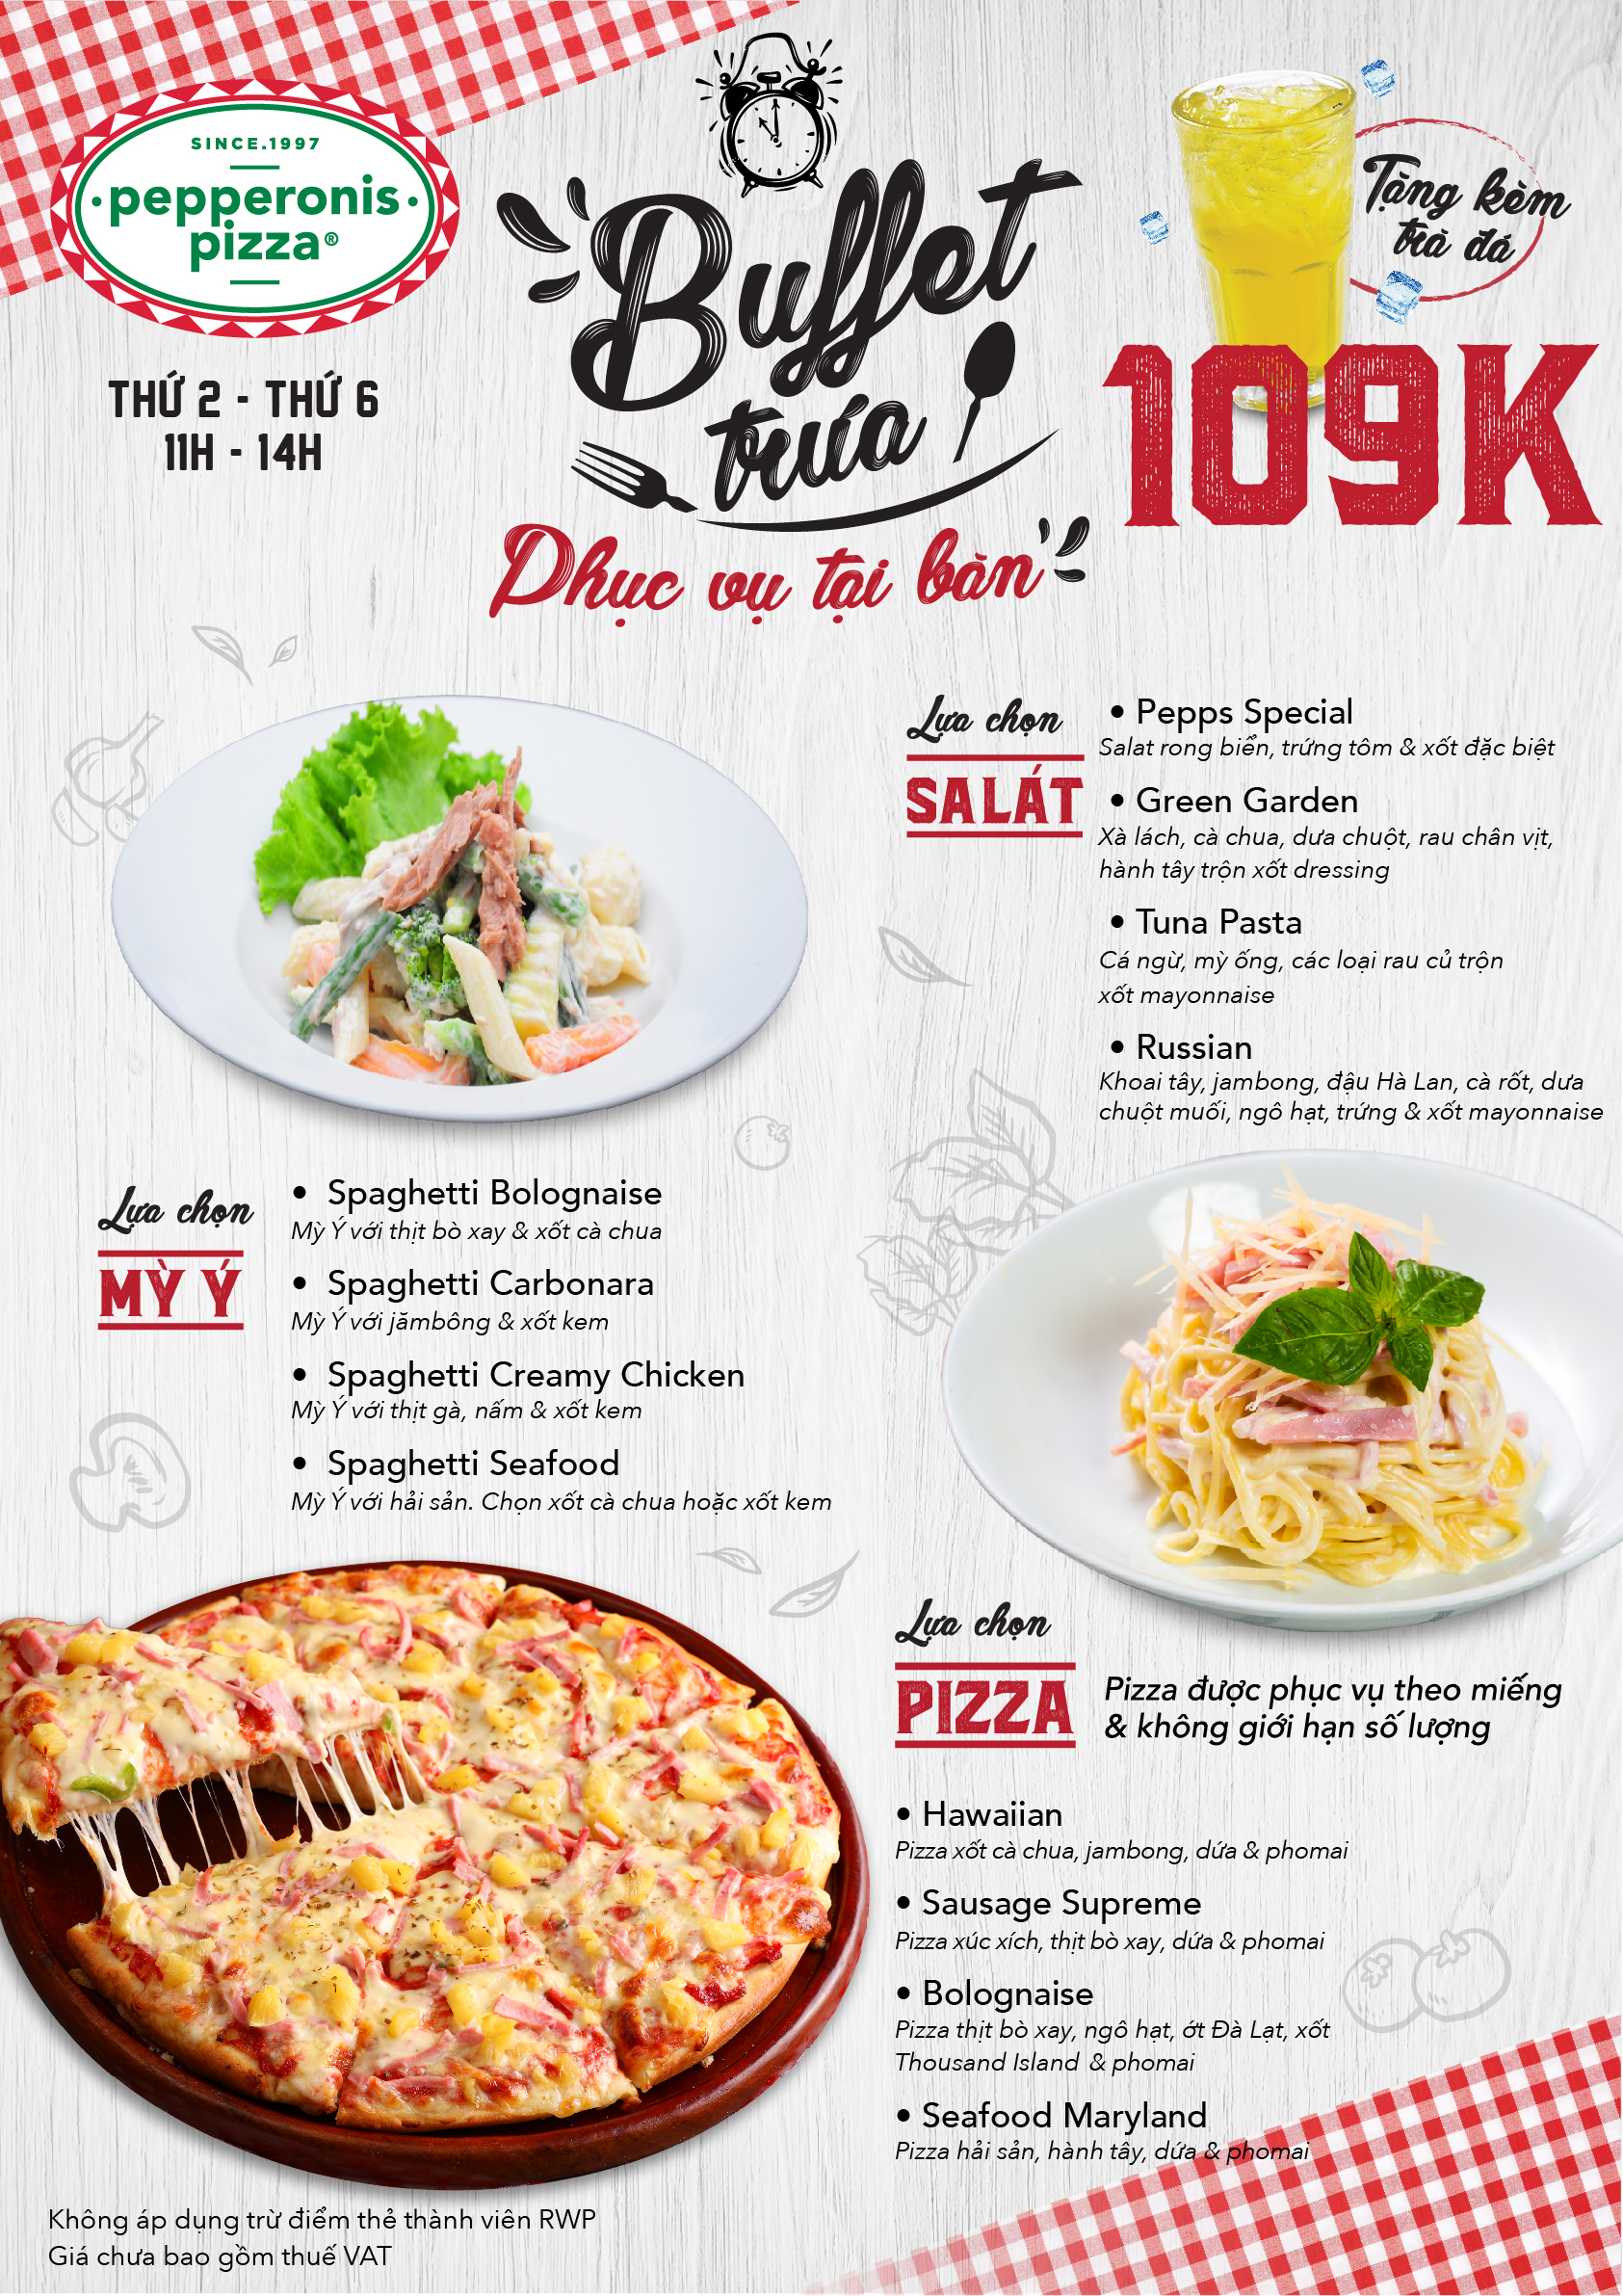 SINCE.1997
pepperonis
pizza®
THỨ 2 - THỨ 6
11H - 14H
Buffet
trưa
Phục vụ tại bàn
Tặng kèm
trà đá
109K
Lựa chọn
SALÁT
• Pepps Special
Salat rong biển, trứng tôm & xốt đặc biệt
• Green Garden
Xà lách, cà chua, dưa chuột, rau chân vịt,
hành tây trộn xốt dressing
• Tuna Pasta
Cá ngừ, mỳ ống, các loại rau củ trộn
xốt mayonnaise
• Russian
Khoai tây, jambong, đậu Hà Lan, cà rốt, dưa
chuột muối, ngô hạt, trứng & xốt mayonnaise
Lựa chọn
MỲ Ý
• Spaghetti Bolognaise
Mỳ Ý với thịt bò xay & xốt cà chua
• Spaghetti Carbonara
Mỳ Ý với jămbông & xốt kem
• Spaghetti Creamy Chicken
Mỳ Ý với thịt gà, nấm & xốt kem
• Spaghetti Seafood
Mỳ Ý với hải sản. Chọn xốt cà chua hoặc xốt kem
Lựa chọn
PIZZA
Pizza được phục vụ theo miếng
& không giới hạn số lượng
• Hawaiian
Pizza xốt cà chua, jambong, dứa & phomai
• Sausage Supreme
Pizza xúc xích, thịt bò xay, dứa & phomai
• Bolognaise
Pizza thịt bò xay, ngô hạt, ớt Đà Lạt, xốt
Thousand Island & phomai
• Seafood Maryland
Pizza hải sản, hành tây, dứa & phomai
Không áp dụng trừ điểm thẻ thành viên RWP
Giá chưa bao gồm thuế VAT